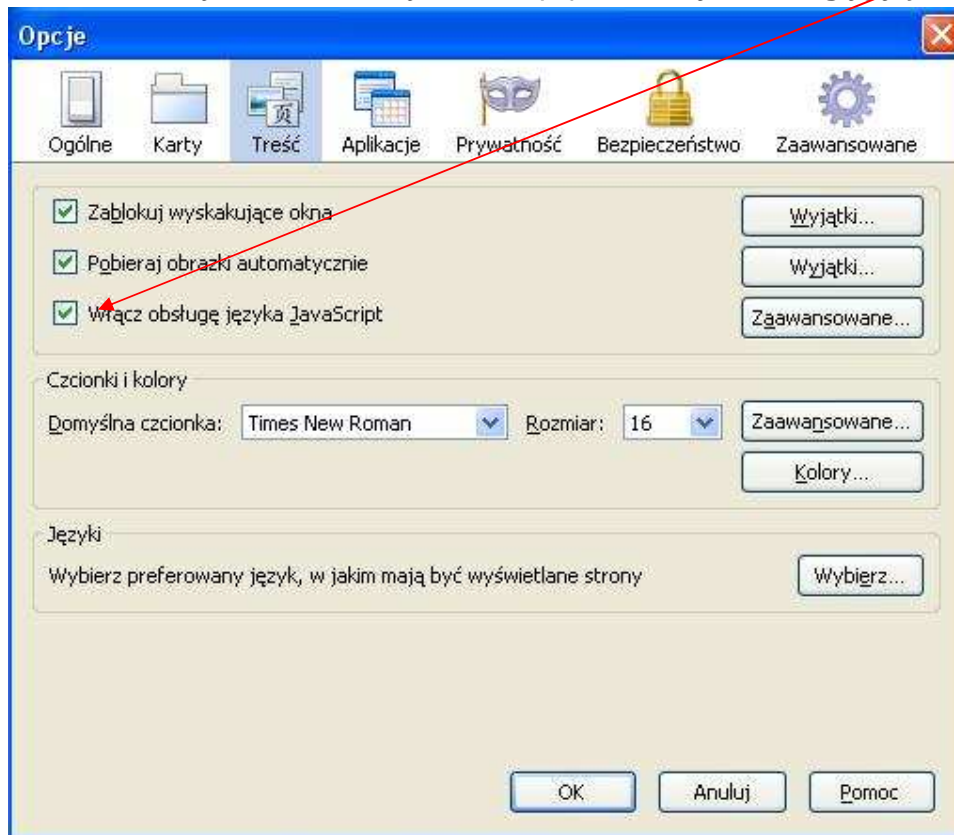 Opcje
Ogólne Karty Treść Aplikacje Prywatność Bezpieczeństwo Zaawansowane
Zablokuj wyskakujące okna Wyjątki...
Pobieraj obrazki automatycznie Wyjątki...
Włącz obsługę języka JavaScript Zaawansowane...
Czcionki i kolory
Domyślna czcionka: Times New Roman Rozmiar: 16 Zaawansowane...
Kolory...
Języki
Wybierz preferowany język, w jakim mają być wyświetlane strony Wybierz...
OK Anuluj Pomoc